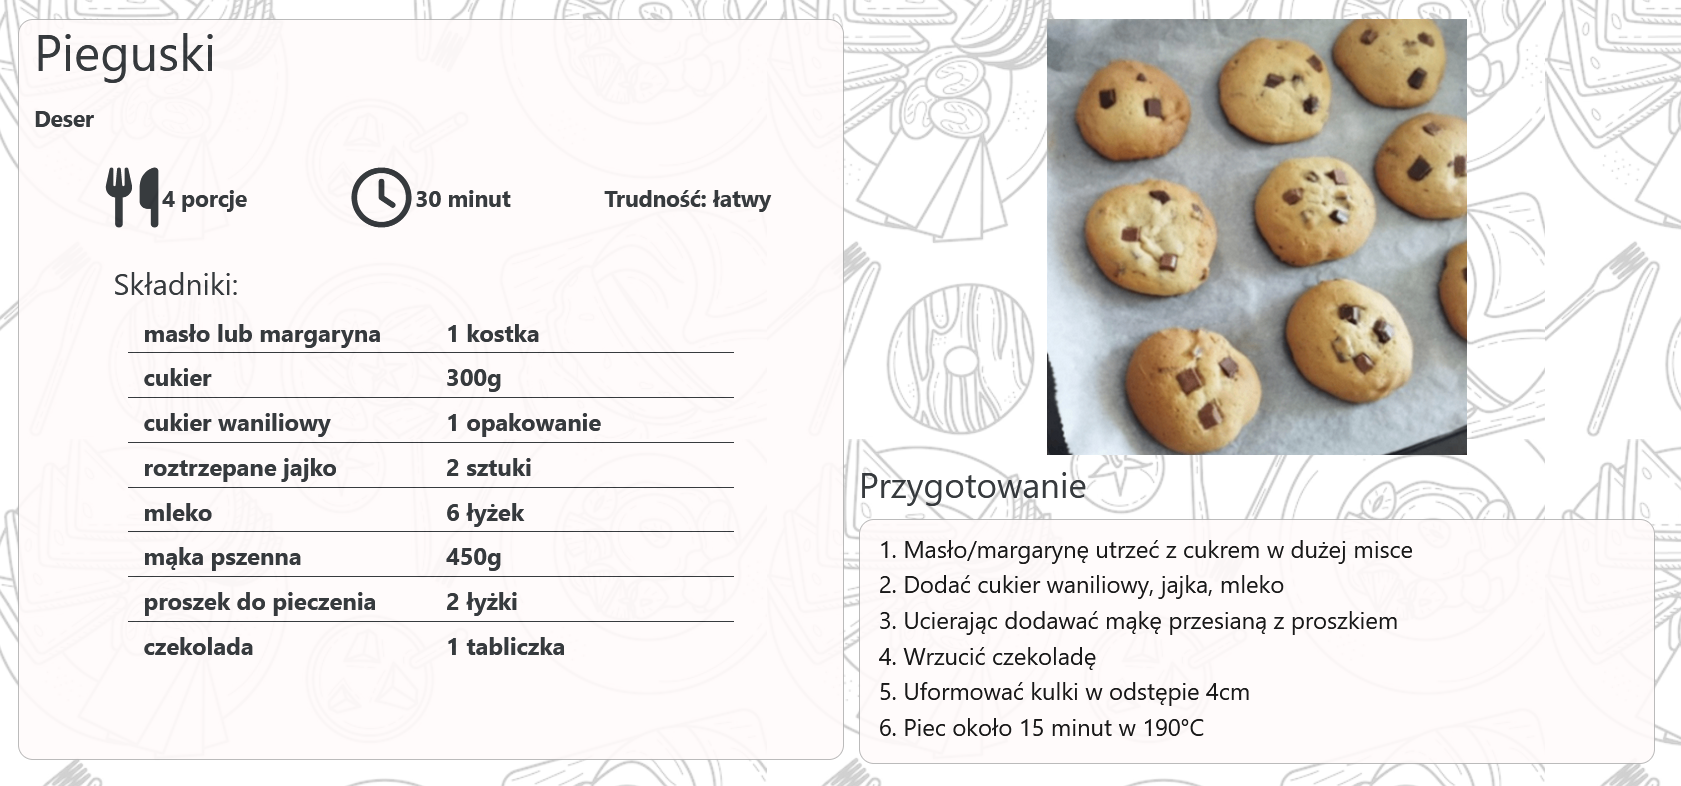 Pieguski
Deser
4 porcje
30 minut
Trudność: łatwy
Składniki:
masło lub margaryna 1 kostka
cukier 300g
cukier waniliowy 1 opakowanie
roztrzepane jajko 2 sztuki
mleko 6 łyżek
mąka pszenna 450g
proszek do pieczenia 2 łyżki
czekolada 1 tabliczka
Przygotowanie
1. Masło/margarynę utrzeć z cukrem w dużej misce
2. Dodać cukier waniliowy, jajka, mleko
3. Ucierając dodawać mąkę przesianą z proszkiem
4. Wrzucić czekoladę
5. Uformować kulki w odstępie 4cm
6. Piec około 15 minut w 190°C